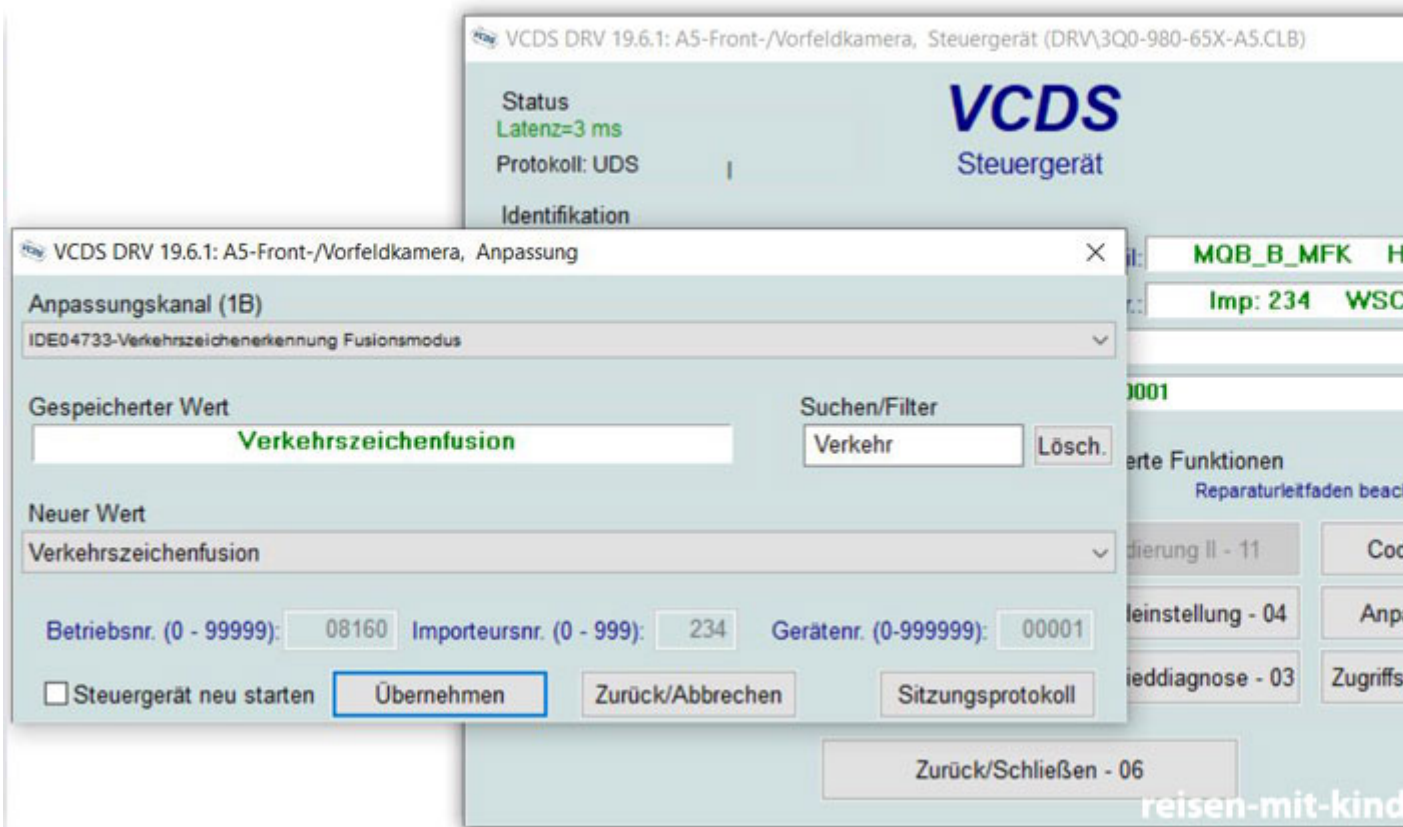 VCDS DRV 19.6.1: A5-Front-/Vorfeldkamera, Steuergerät (DRV\3Q0-980-65X-A5.CLB)
Status
Latenz=3 ms
Protokoll: UDS
VCDS
Steuergerät
Identifikation
MQB_B_MFK H
Imp: 234 WSC
0001
erte Funktionen
Reparaturleitfaden beac
dierung II - 11
Coc
leinstellung - 04
Anpa
ieddiagnose - 03
Zugriffs
Zurück/Schließen - 06
VCDS DRV 19.6.1: A5-Front-/Vorfeldkamera, Anpassung
Anpassungskanal (1B)
IDE04733-Verkehrszeichenerkennung Fusionsmodus
Gespeicherter Wert
Verkehrszeichenfusion
Suchen/Filter
Verkehr
Lösch.
Neuer Wert
Verkehrszeichenfusion
Betriebsnr. (0 - 99999): 08160 Importeursnr. (0 - 999): 234 Gerätenr. (0-999999): 00001
Steuergerät neu starten Übernehmen Zurück/Abbrechen Sitzungsprotokoll
reisen-mit-kind